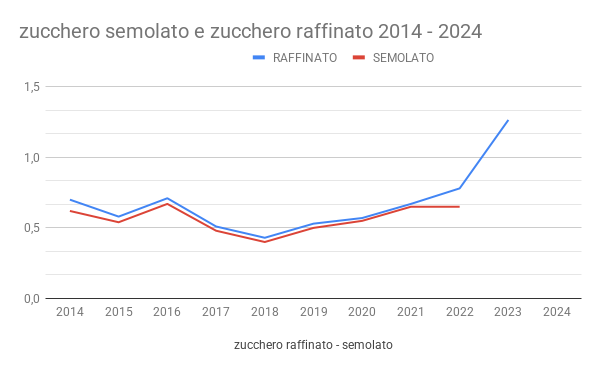 zucchero semolato e zucchero raffinato 2014 - 2024
RAFFINATO SEMOLATO
1,5
1,0
0,5
0,0
2014 2015 2016 2017 2018 2019 2020 2021 2022 2023 2024
zucchero raffinato - semolato